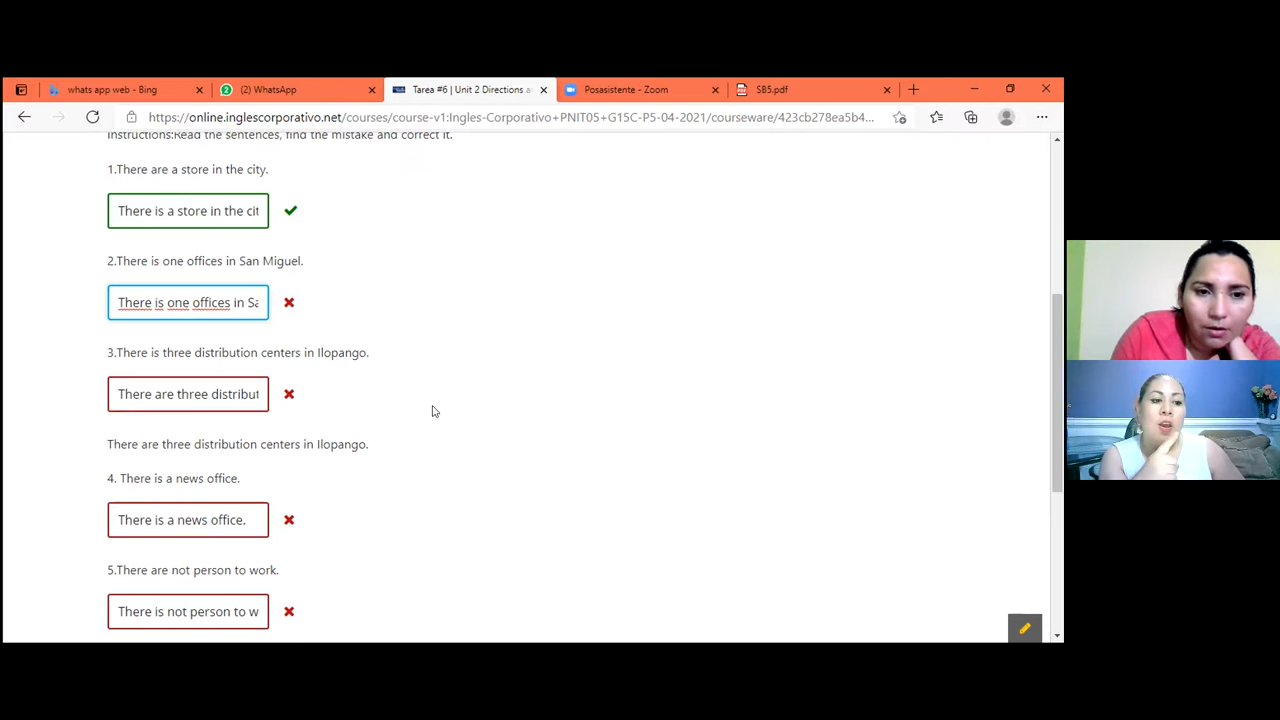 whats app web - Bing
(2) WhatsApp
Tarea #6 | Unit 2 Directions a
Posasistente - Zoom
SB5.pdf
https://online.inglescorporativo.net/courses/course-v1:Ingles-Corporativo+PNIT05+G15C-P5-04-2021/courseware/423cb278ea5b4...
Instructions:Read the sentences, find the mistake and correct it.
1.There are a store in the city.
There is a store in the cit
2.There is one offices in San Miguel.
There is one offices in Sa
3.There is three distribution centers in Ilopango.
There are three distribut
There are three distribution centers in Ilopango.
4. There is a news office.
There is a news office.
5.There are not person to work.
There is not person to w